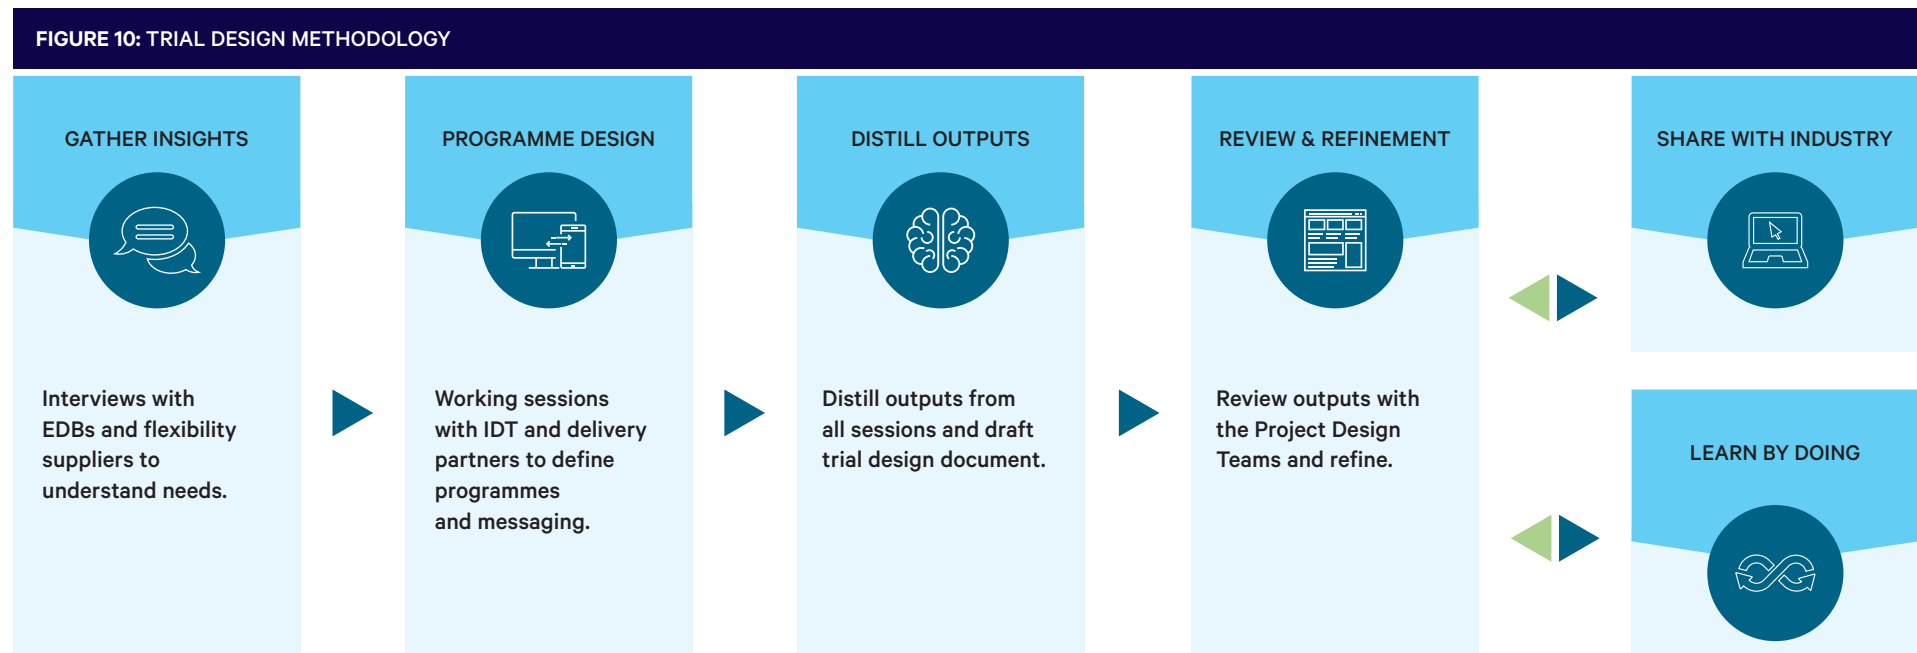 FIGURE 10: TRIAL DESIGN METHODOLOGY
GATHER INSIGHTS
Interviews with
EDBs and flexibility
suppliers to
understand needs.
PROGRAMME DESIGN
Working sessions
with IDT and delivery
partners to define
programmes
and messaging.
DISTILL OUTPUTS
Distill outputs from
all sessions and draft
trial design document.
REVIEW & REFINEMENT
Review outputs with
the Project Design
Teams and refine.
SHARE WITH INDUSTRY
LEARN BY DOING